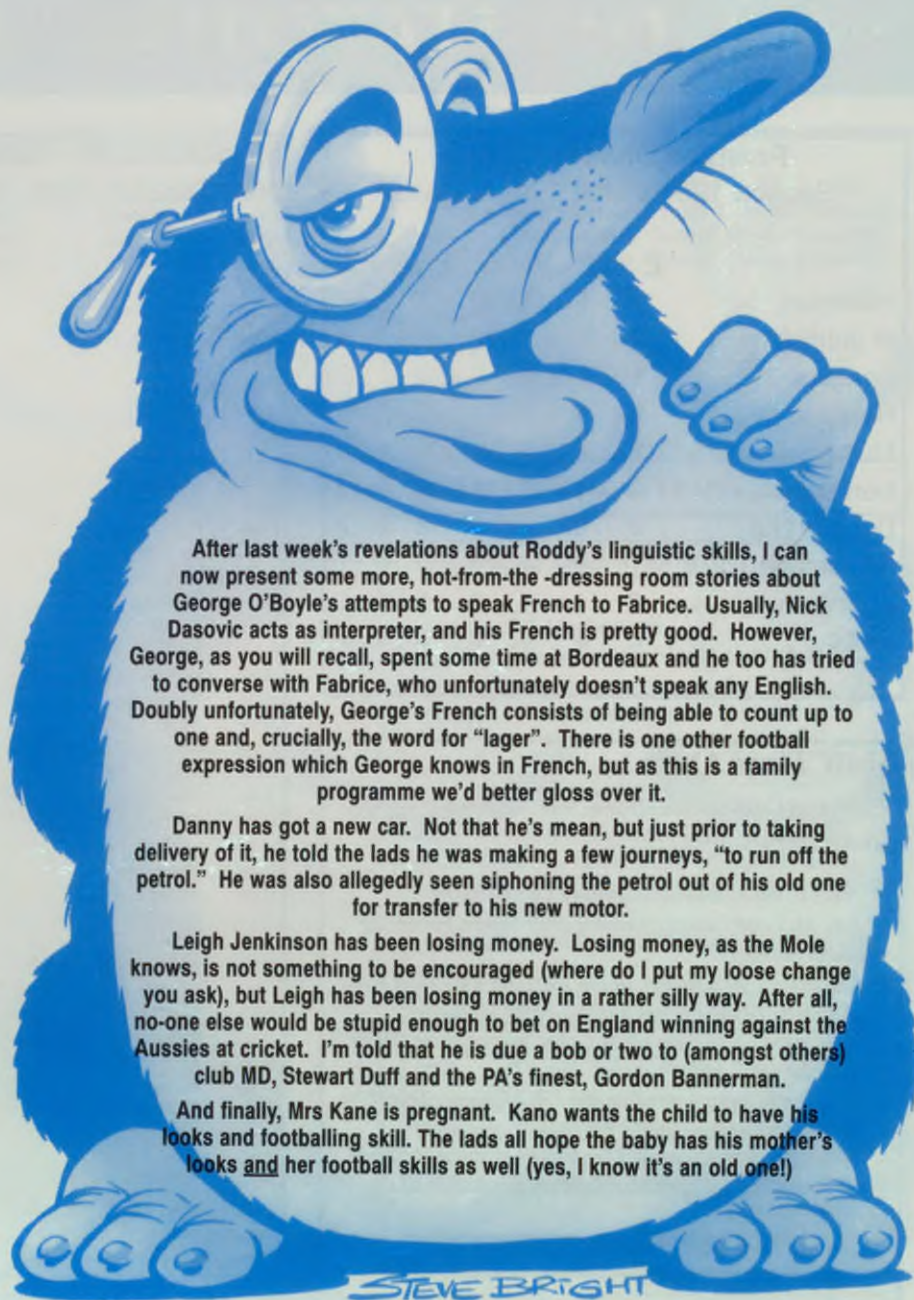 After last week's revelations about Roddy's linguistic skills, I can
now present some more, hot-from-the -dressing room stories about
George O'Boyle's attempts to speak French to Fabrice. Usually, Nick
Dasovic acts as interpreter, and his French is pretty good. However,
George, as you will recall, spent some time at Bordeaux and he too has tried
to converse with Fabrice, who unfortunately doesn't speak any English.
Doubly unfortunately, George's French consists of being able to count up to
one and, crucially, the word for "lager". There is one other football
expression which George knows in French, but as this is a family
programme we'd better gloss over it.
Danny has got a new car. Not that he's mean, but just prior to taking
delivery of it, he told the lads he was making a few journeys, "to run off the
petrol." He was also allegedly seen siphoning the petrol out of his old one
for transfer to his new motor.
Leigh Jenkinson has been losing money. Losing money, as the Mole
knows, is not something to be encouraged (where do I put my loose change
you ask), but Leigh has been losing money in a rather silly way. After all,
no-one else would be stupid enough to bet on England winning against the
Aussies at cricket. I'm told that he is due a bob or two to (amongst others)
club MD, Stewart Duff and the PA's finest, Gordon Bannerman.
And finally, Mrs Kane is pregnant. Kano wants the child to have his
looks and footballing skill. The lads all hope the baby has his mother's
looks and her football skills as well (yes, I know it's an old one!)
STEVE BRIGHT